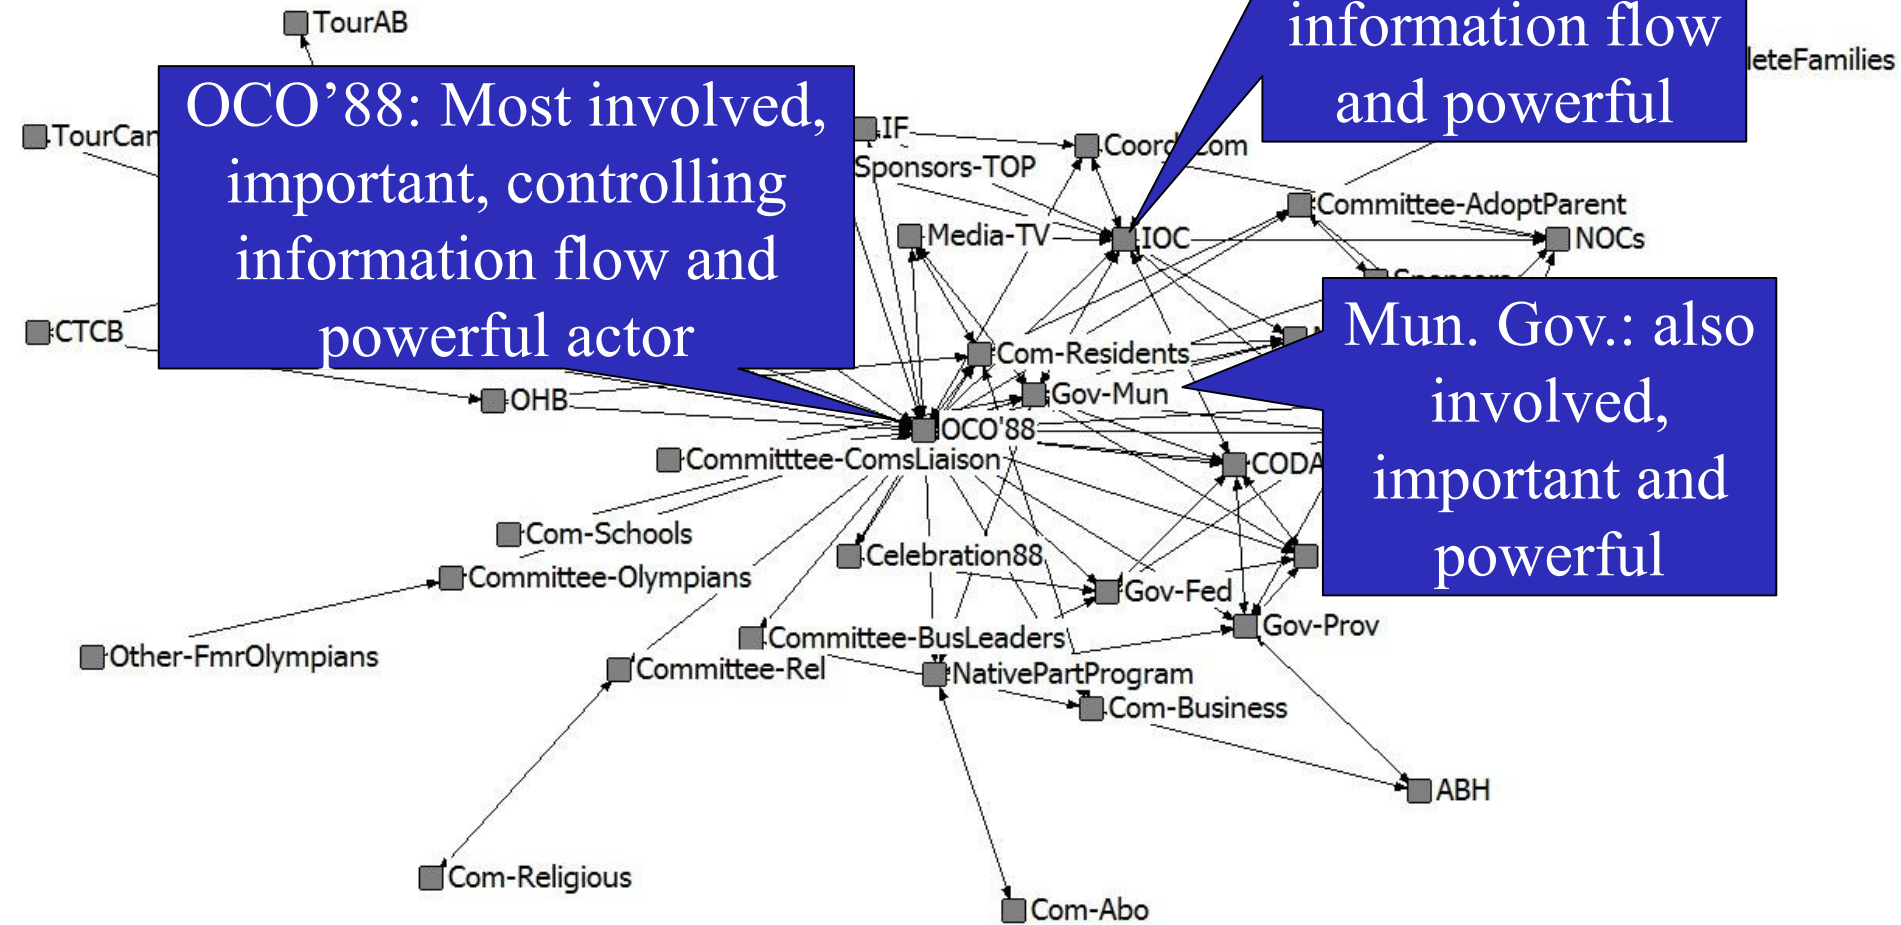 TourAB
information flow
and powerful
leteFamilies
OCO’88: Most involved,
important, controlling
information flow and
powerful actor
TourCan
IF
Sponsors-TOP
Committee-AdoptParent
Media-TV
IOC
NOCs
CTCB
Mun. Gov.: also
involved,
important and
powerful
Com-Residents
Gov-Mun
OHB
OCO'88
Committtee-ComsLiaison
CODA
Com-Schools
Celebration88
Committee-Olympians
Gov-Fed
Gov-Prov
Committee-BusLeaders
Other-FmrOlympians
Committee-Rel
NativePartProgram
Com-Business
ABH
Com-Religious
Com-Abo